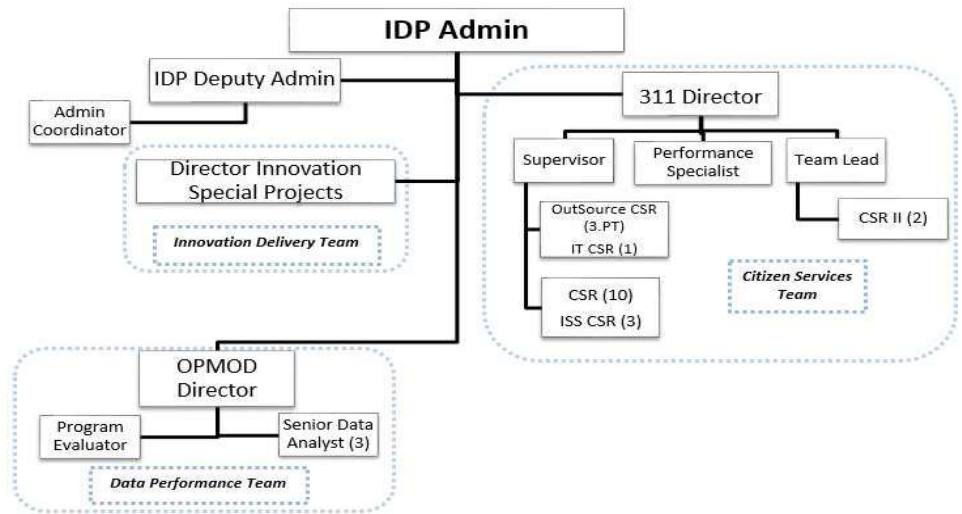 IDP Admin
IDP Deputy Admin
Admin
Coordinator
Director Innovation
Special Projects
Innovation Delivery Team
311 Director
Supervisor
Performance
Specialist
Team Lead
OutSource CSR
(3.PT)
IT CSR (1)
CSR II (2)
CSR (10)
ISS CSR (3)
Citizen Services
Team
OPMOD
Director
Program
Evaluator
Senior Data
Analyst (3)
Data Performance Team